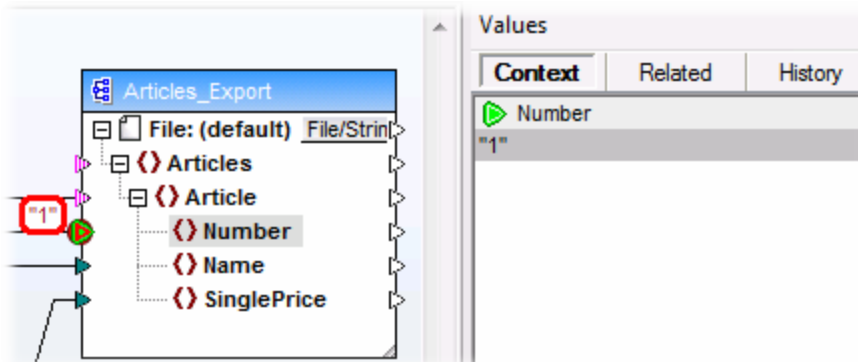 Articles_Export
File: (default) File/Strin
Articles
Article
"1"
Number
Name
SinglePrice
Values
Context Related History
Number
"1"